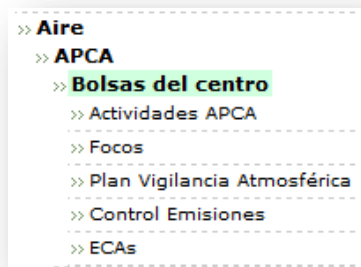 » Aire
» APCA
» Bolsas del centro
» Actividades APCA
» Focos
» Plan Vigilancia Atmosférica
» Control Emisiones
» ECAs